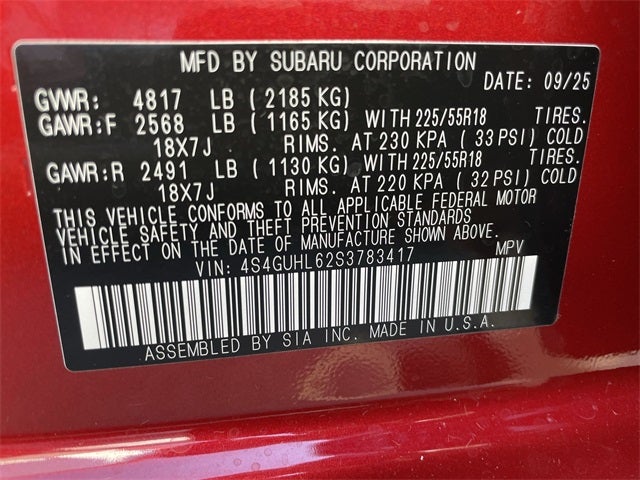 MFD BY SUBARU CORPORATION
DATE: 09/25
GVWR: 4817 LB (2185 KG)
GAWR:F 2568 LB (1165 KG) WITH 225/55R18 TIRES.
18X7J RIMS. AT 230 KPA (33 PSI) COLD
GAWR:R 2491 LB (1130 KG) WITH 225/55R18 TIRES.
18X7J RIMS. AT 220 KPA (32 PSI) COLD
THIS VEHICLE CONFORMS TO ALL APPLICABLE FEDERAL MOTOR
VEHICLE SAFETY AND THEFT PREVENTION STANDARDS
IN EFFECT ON THE DATE OF MANUFACTURE SHOWN ABOVE.
VIN: 4S4GUHL62S3783417 MPV
ASSEMBLED BY SIA INC. MADE IN U.S.A.